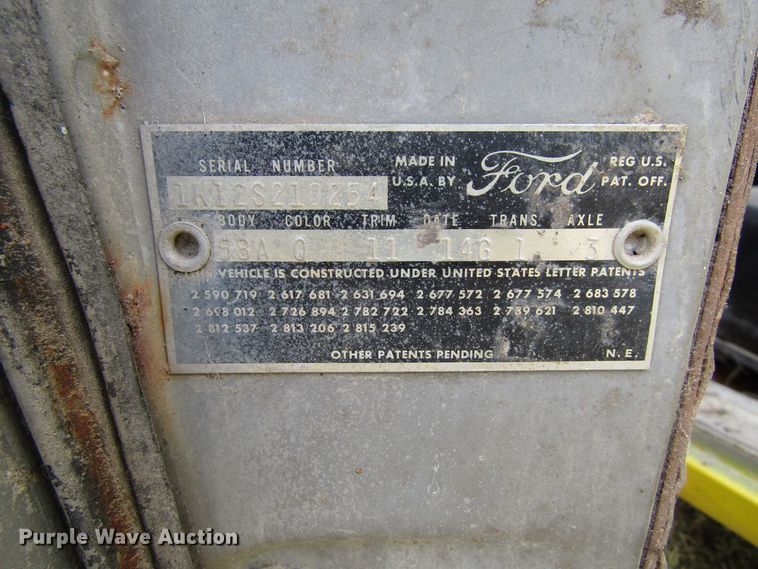 SERIAL NUMBER
MADE IN
U.S.A. BY
Ford
REG U.S.
PAT. OFF.
1K12S210254
BODY COLOR TRIM DATE TRANS AXLE
58A Q 11 14G 1 3
THIS VEHICLE IS CONSTRUCTED UNDER UNITED STATES LETTER PATENTS
2 590 719 2 617 681 2 631 694 2 677 572 2 677 574 2 683 578
2 698 012 2 726 894 2 782 722 2 784 363 2 789 621 2 810 447
2 812 537 2 813 206 2 815 239
OTHER PATENTS PENDING N. E.
Purple Wave Auction